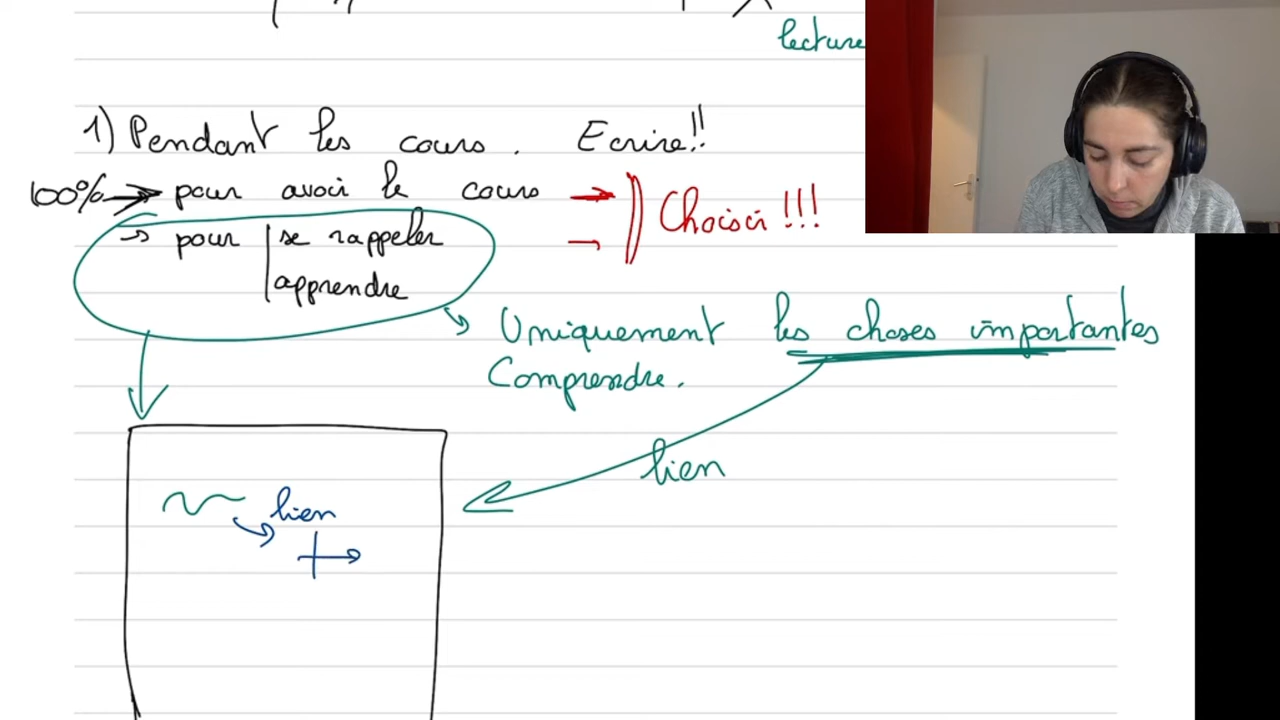 lecture
1) Pendant les cours. Ecrire!!
100% → pour avoir le cours → Choisir !!!
→ pour se rappeler →
apprendre
↳ Uniquement les choses importantes
Comprendre.
lien
lien